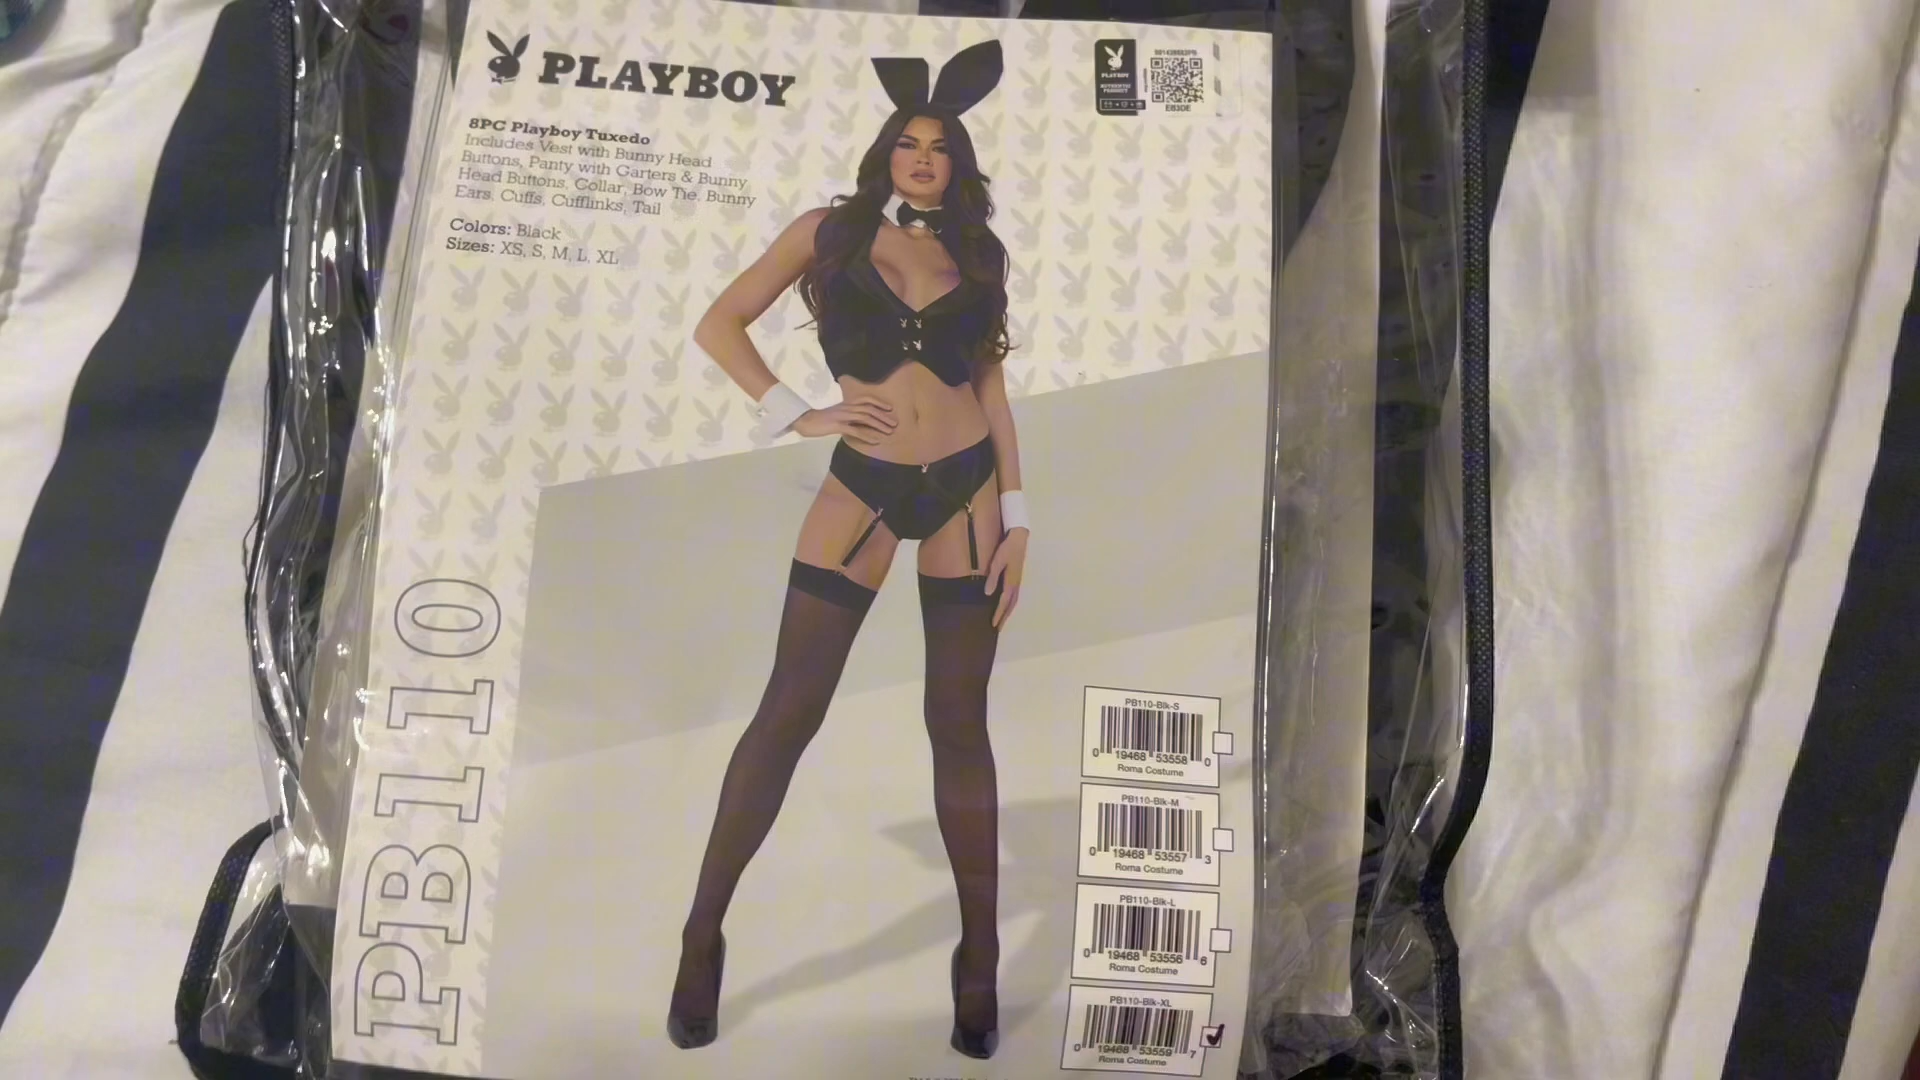 PLAYBOY
8PC Playboy Tuxedo
Includes Vest with Bunny Head
Buttons, Panty with Garters & Bunny
Head Buttons, Collar, Bow Tie, Bunny
Ears, Cuffs, Cufflinks, Tail
Colors: Black
Sizes: XS, S, M, L, XL
PLAYBOY
AUTHENTIC
PRODUCT
EB3DE
PB110
PB110-Blk-S
0 19468 53558 0
Roma Costume
PB110-Blk-M
0 19468 53557 3
Roma Costume
PB110-Blk-L
0 19468 53556 6
Roma Costume
PB110-Blk-XL
0 19468 53559 7
Roma Costume